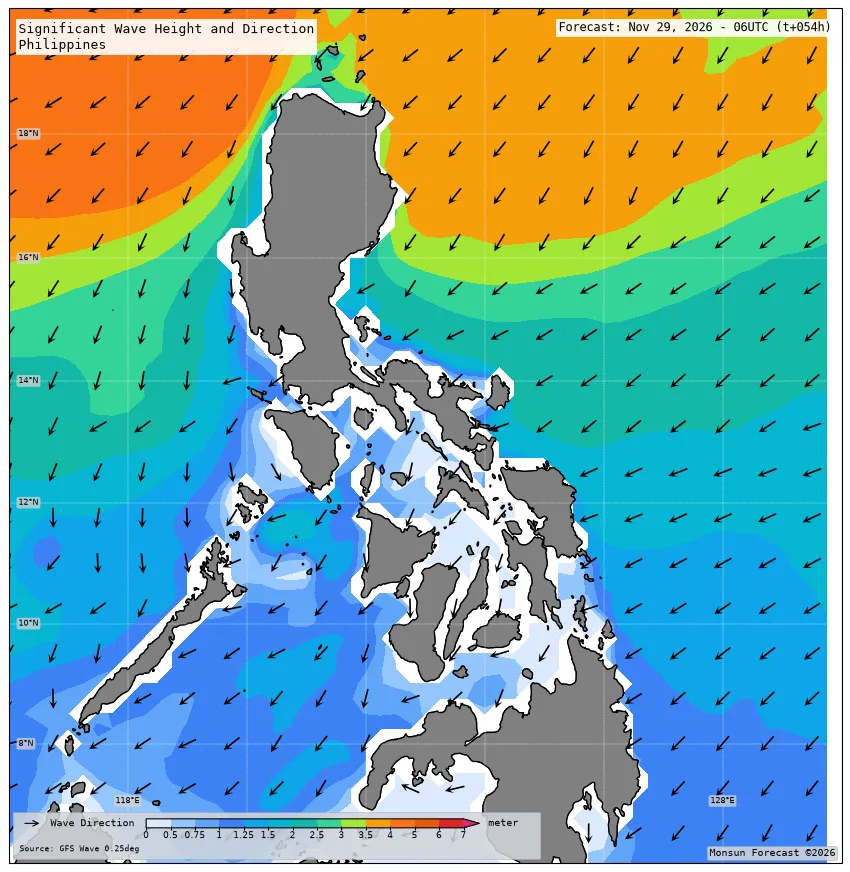 Significant Wave Height and Direction
Philippines
Forecast: Nov 29, 2026 - 06UTC (t+054h)
18°N
16°N
14°N
12°N
10°N
8°N
118°E
128°E
Wave Direction
0 0.5 0.75 1 1.25 1.5 2 2.5 3 3.5 4 5 6 7
meter
Source: GFS Wave 0.25deg
Monsun Forecast ©2026